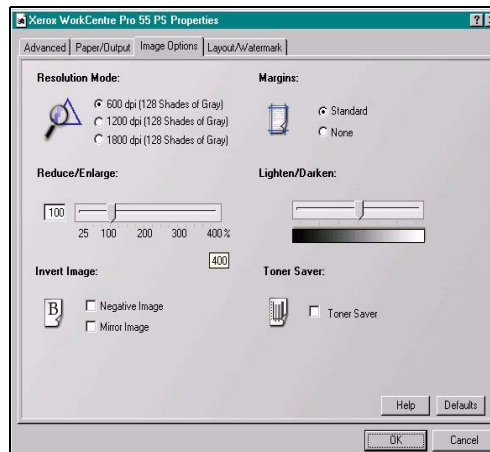 Xerox WorkCentre Pro 55 PS Properties
Advanced Paper/Output Image Options Layout/Watermark
Resolution Mode:
600 dpi (128 Shades of Gray)
1200 dpi (128 Shades of Gray)
1800 dpi (128 Shades of Gray)
Margins:
Standard
None
Reduce/Enlarge:
100
25 100 200 300 400 %
400
Lighten/Darken:
Invert Image:
B
Negative Image
Mirror Image
Toner Saver:
Toner Saver
Help Defaults
OK Cancel